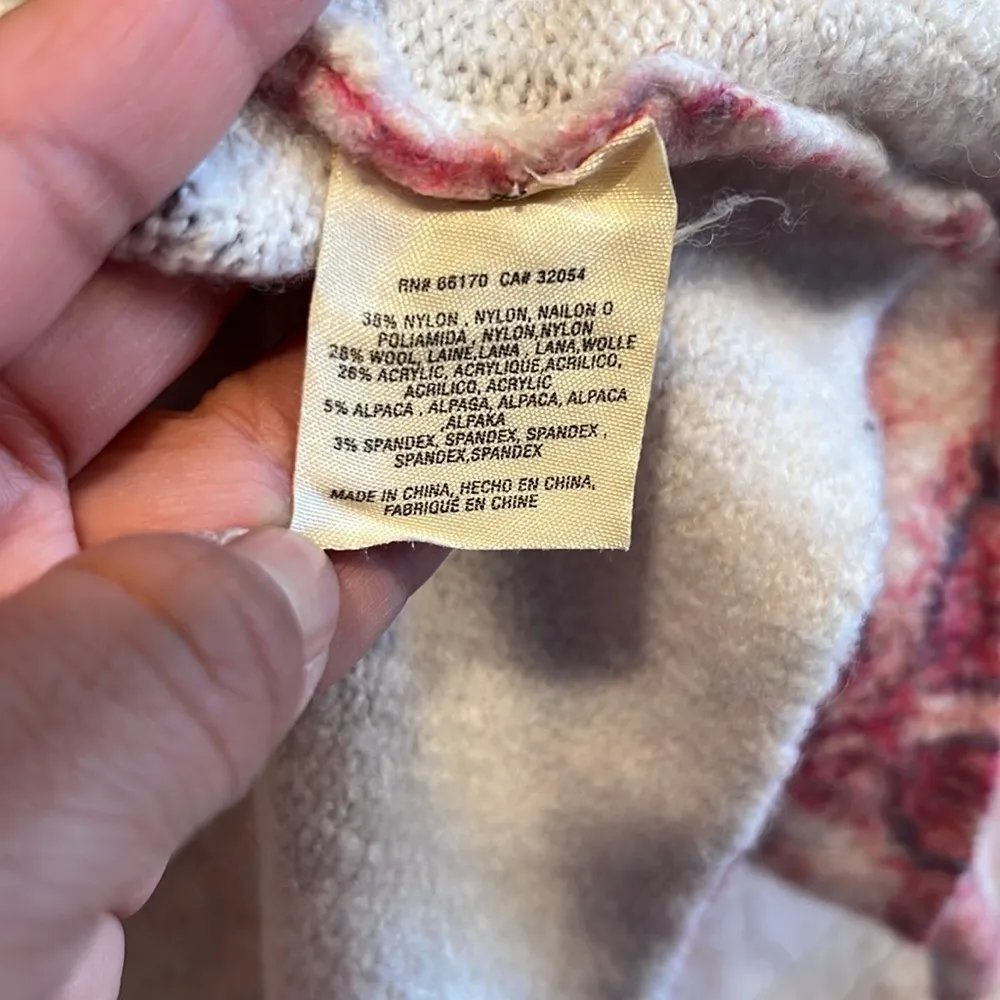 RN# 66170 CA# 32054
38% NYLON , NYLON, NAILON O
POLIAMIDA , NYLON,NYLON
28% WOOL, LAINE,LANA , LANA,WOLLE
26% ACRYLIC, ACRYLIQUE,ACRILICO,
ACRILICO, ACRYLIC
5% ALPACA , ALPAGA, ALPACA, ALPACA
,ALPAKA
3% SPANDEX, SPANDEX, SPANDEX ,
SPANDEX,SPANDEX
MADE IN CHINA, HECHO EN CHINA,
FABRIQUE EN CHINE